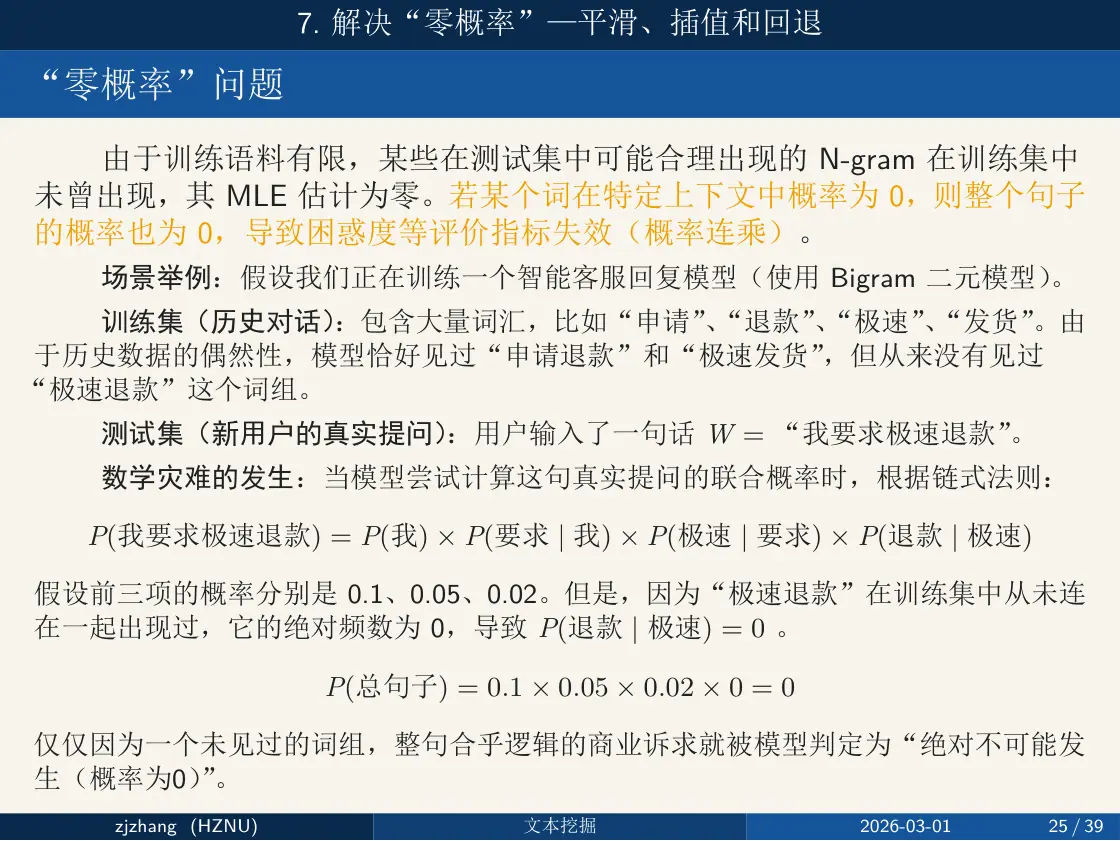 7. 解决“零概率”—平滑、插值和回退
“零概率”问题
由于训练语料有限，某些在测试集中可能合理出现的 N-gram 在训练集中
未曾出现，其 MLE 估计为零。若某个词在特定上下文中概率为 0，则整个句子
的概率也为 0，导致困惑度等评价指标失效（概率连乘）。
场景举例：假设我们正在训练一个智能客服回复模型（使用 Bigram 二元模型）。
训练集（历史对话）：包含大量词汇，比如“申请”、“退款”、“极速”、“发货”。由
于历史数据的偶然性，模型恰好见过“申请退款”和“极速发货”，但从来没有见过
“极速退款”这个词组。
测试集（新用户的真实提问）：用户输入了一句话 W = “我要求极速退款”。
数学灾难的发生：当模型尝试计算这句真实提问的联合概率时，根据链式法则：
P(我要求极速退款) = P(我) × P(要求 | 我) × P(极速 | 要求) × P(退款 | 极速)
假设前三项的概率分别是 0.1、0.05、0.02。但是，因为“极速退款”在训练集中从未连
在一起出现过，它的绝对频数为 0，导致 P(退款 | 极速) = 0 。
P(总句子) = 0.1 × 0.05 × 0.02 × 0 = 0
仅仅因为一个未见过的词组，整句合乎逻辑的商业诉求就被模型判定为“绝对不可能发
生（概率为0）”。
zjzhang (HZNU) 文本挖掘 2026-03-01 25 / 39